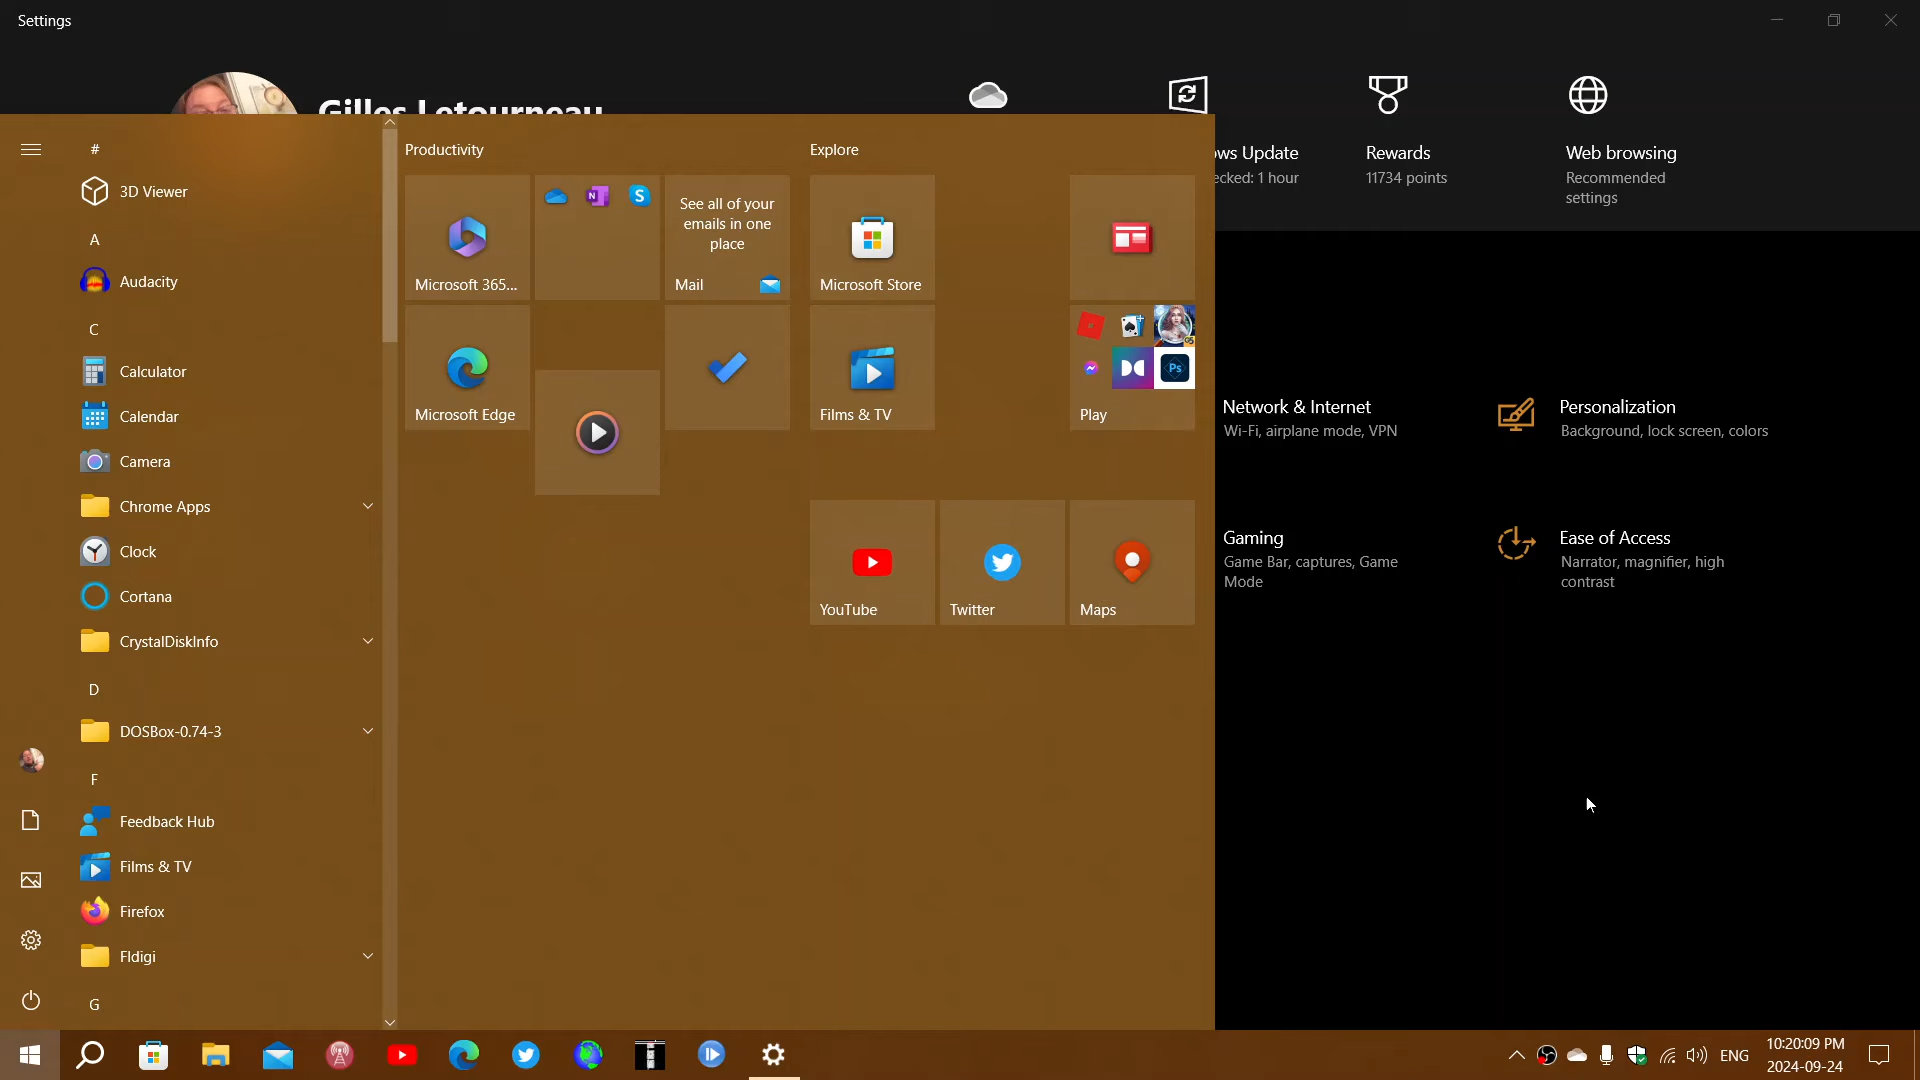 Settings
Gilles Letourneau
ows Update
ecked: 1 hour
Rewards
11734 points
Web browsing
Recommended
settings
#
3D Viewer
A
Audacity
C
Calculator
Calendar
Camera
Chrome Apps
Clock
Cortana
CrystalDiskInfo
D
DOSBox-0.74-3
F
Feedback Hub
Films & TV
Firefox
Fldigi
G
Productivity
Microsoft 365...
N
S
See all of your
emails in one
place
Mail
Microsoft Edge
Explore
Microsoft Store
Films & TV
Ps
Play
YouTube
Twitter
Maps
Network & Internet
Wi-Fi, airplane mode, VPN
Personalization
Background, lock screen, colors
Gaming
Game Bar, captures, Game
Mode
Ease of Access
Narrator, magnifier, high
contrast
ENG
10:20:09 PM
2024-09-24